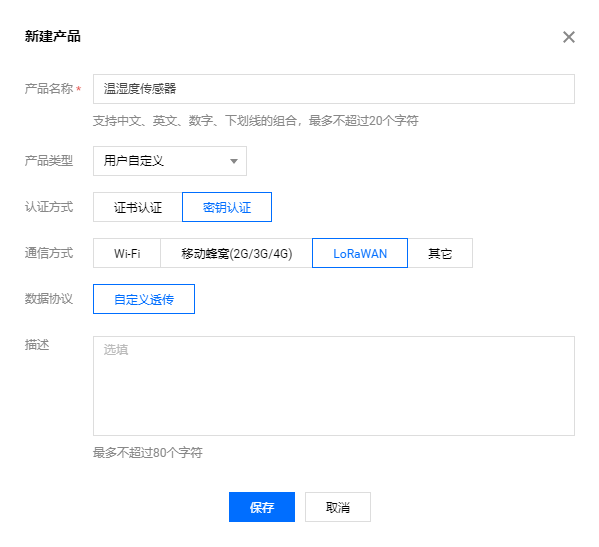 新建产品
产品名称 * 温湿度传感器
支持中文、英文、数字、下划线的组合，最多不超过20个字符
产品类型 用户自定义
认证方式 证书认证 密钥认证
通信方式 Wi-Fi 移动蜂窝(2G/3G/4G) LoRaWAN 其它
数据协议 自定义透传
描述 选填
最多不超过80个字符
保存 取消